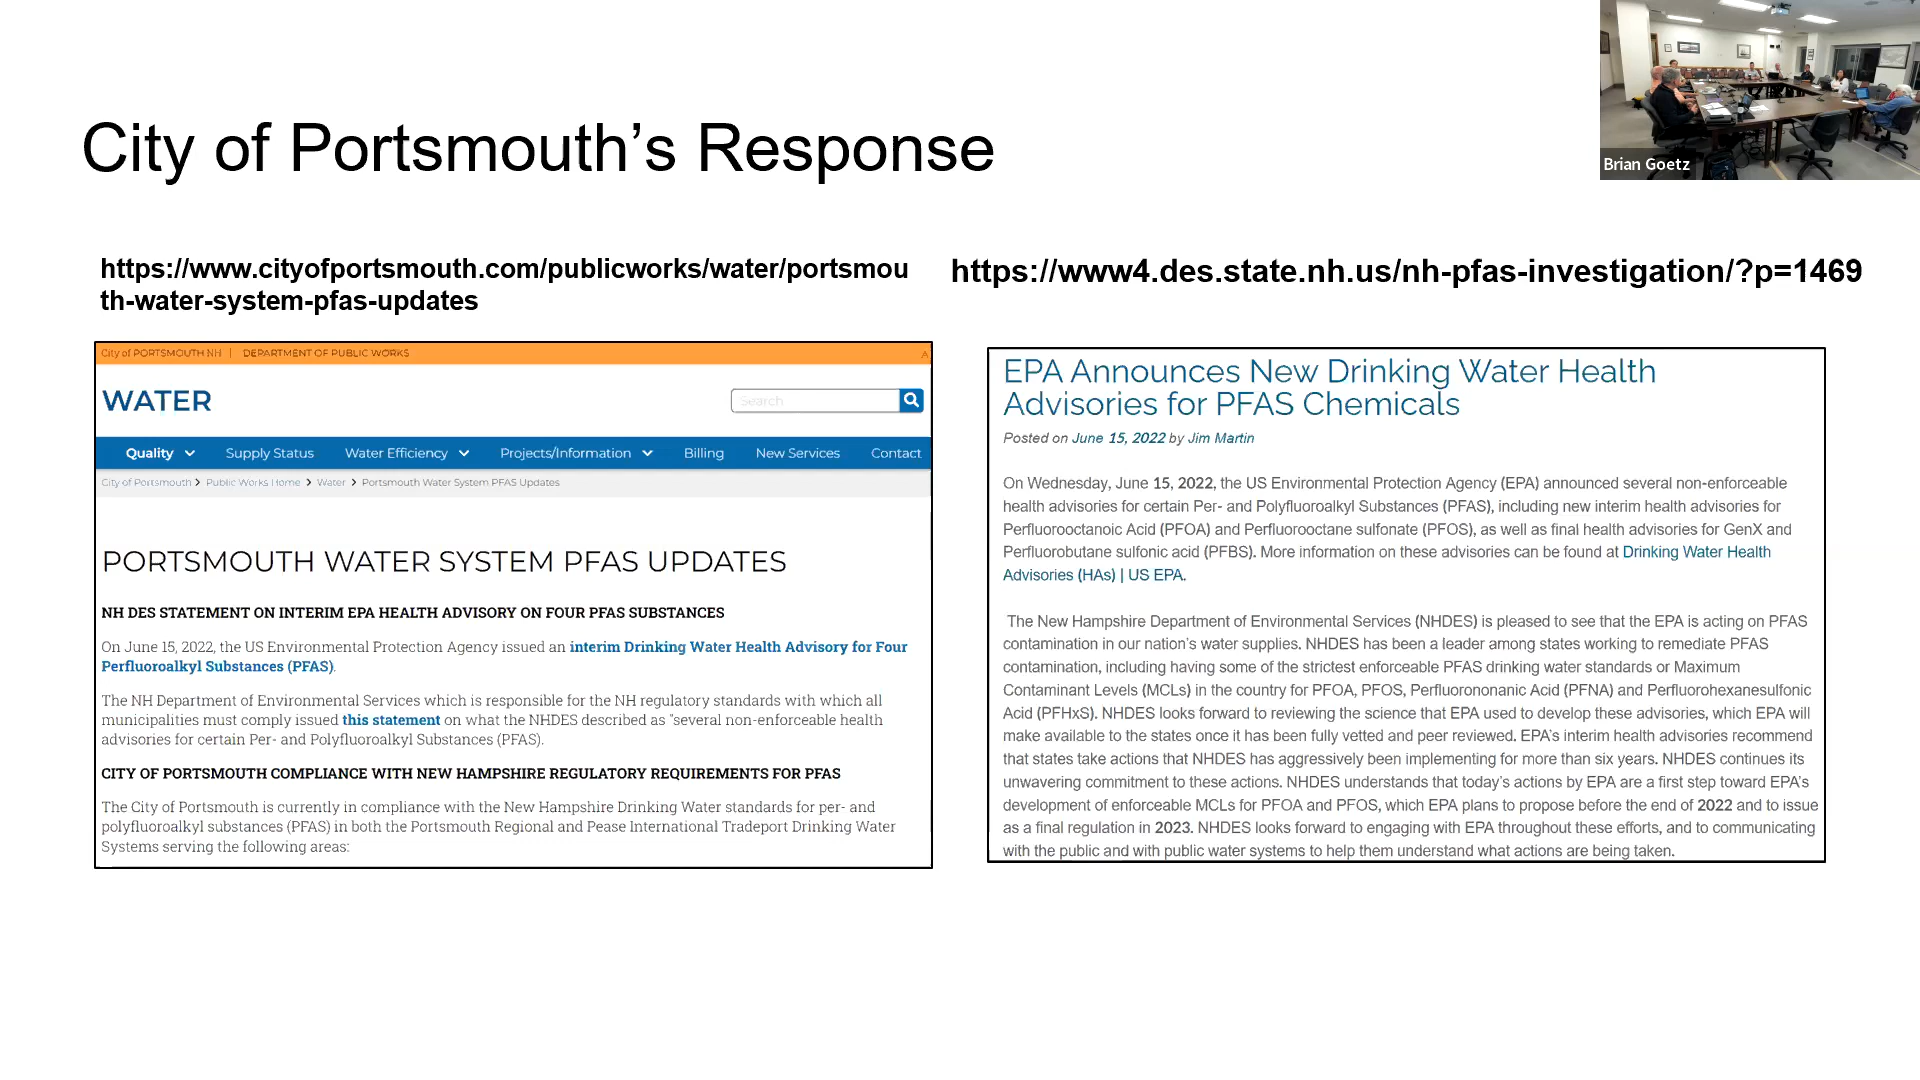 City of Portsmouth’s Response
Brian Goetz
https://www.cityofportsmouth.com/publicworks/water/portsmou
th-water-system-pfas-updates
City of PORTSMOUTH NH | DEPARTMENT OF PUBLIC WORKS A
WATER
Search
Quality Supply Status Water Efficiency Projects/Information Billing New Services Contact
City of Portsmouth > Public Works Home > Water > Portsmouth Water System PFAS Updates
PORTSMOUTH WATER SYSTEM PFAS UPDATES
NH DES STATEMENT ON INTERIM EPA HEALTH ADVISORY ON FOUR PFAS SUBSTANCES
On June 15, 2022, the US Environmental Protection Agency issued an interim Drinking Water Health Advisory for Four
Perfluoroalkyl Substances (PFAS).
The NH Department of Environmental Services which is responsible for the NH regulatory standards with which all
municipalities must comply issued this statement on what the NHDES described as "several non-enforceable health
advisories for certain Per- and Polyfluoroalkyl Substances (PFAS).
CITY OF PORTSMOUTH COMPLIANCE WITH NEW HAMPSHIRE REGULATORY REQUIREMENTS FOR PFAS
The City of Portsmouth is currently in compliance with the New Hampshire Drinking Water standards for per- and
polyfluoroalkyl substances (PFAS) in both the Portsmouth Regional and Pease International Tradeport Drinking Water
Systems serving the following areas:
https://www4.des.state.nh.us/nh-pfas-investigation/?p=1469
EPA Announces New Drinking Water Health
Advisories for PFAS Chemicals
Posted on June 15, 2022 by Jim Martin
On Wednesday, June 15, 2022, the US Environmental Protection Agency (EPA) announced several non-enforceable
health advisories for certain Per- and Polyfluoroalkyl Substances (PFAS), including new interim health advisories for
Perfluorooctanoic Acid (PFOA) and Perfluorooctane sulfonate (PFOS), as well as final health advisories for GenX and
Perfluorobutane sulfonic acid (PFBS). More information on these advisories can be found at Drinking Water Health
Advisories (HAs) | US EPA.
The New Hampshire Department of Environmental Services (NHDES) is pleased to see that the EPA is acting on PFAS
contamination in our nation’s water supplies. NHDES has been a leader among states working to remediate PFAS
contamination, including having some of the strictest enforceable PFAS drinking water standards or Maximum
Contaminant Levels (MCLs) in the country for PFOA, PFOS, Perfluorononanic Acid (PFNA) and Perfluorohexanesulfonic
Acid (PFHxS). NHDES looks forward to reviewing the science that EPA used to develop these advisories, which EPA will
make available to the states once it has been fully vetted and peer reviewed. EPA’s interim health advisories recommend
that states take actions that NHDES has aggressively been implementing for more than six years. NHDES continues its
unwavering commitment to these actions. NHDES understands that today’s actions by EPA are a first step toward EPA’s
development of enforceable MCLs for PFOA and PFOS, which EPA plans to propose before the end of 2022 and to issue
as a final regulation in 2023. NHDES looks forward to engaging with EPA throughout these efforts, and to communicating
with the public and with public water systems to help them understand what actions are being taken.